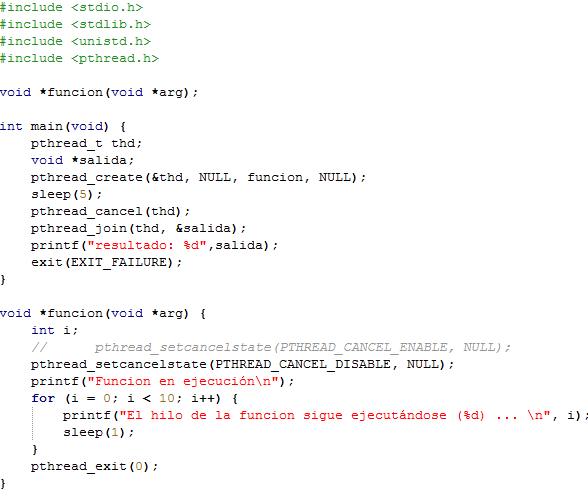 #include <stdio.h>
#include <stdlib.h>
#include <unistd.h>
#include <pthread.h>
void *funcion(void *arg);
int main(void) {
pthread_t thd;
void *salida;
pthread_create(&thd, NULL, funcion, NULL);
sleep(5);
pthread_cancel(thd);
pthread_join(thd, &salida);
printf("resultado: %d",salida);
exit(EXIT_FAILURE);
}
void *funcion(void *arg) {
int i;
// pthread_setcancelstate(PTHREAD_CANCEL_ENABLE, NULL);
pthread_setcancelstate(PTHREAD_CANCEL_DISABLE, NULL);
printf("Funcion en ejecución\n");
for (i = 0; i < 10; i++) {
printf("El hilo de la funcion sigue ejecutándose (%d) ... \n", i);
sleep(1);
}
pthread_exit(0);
}